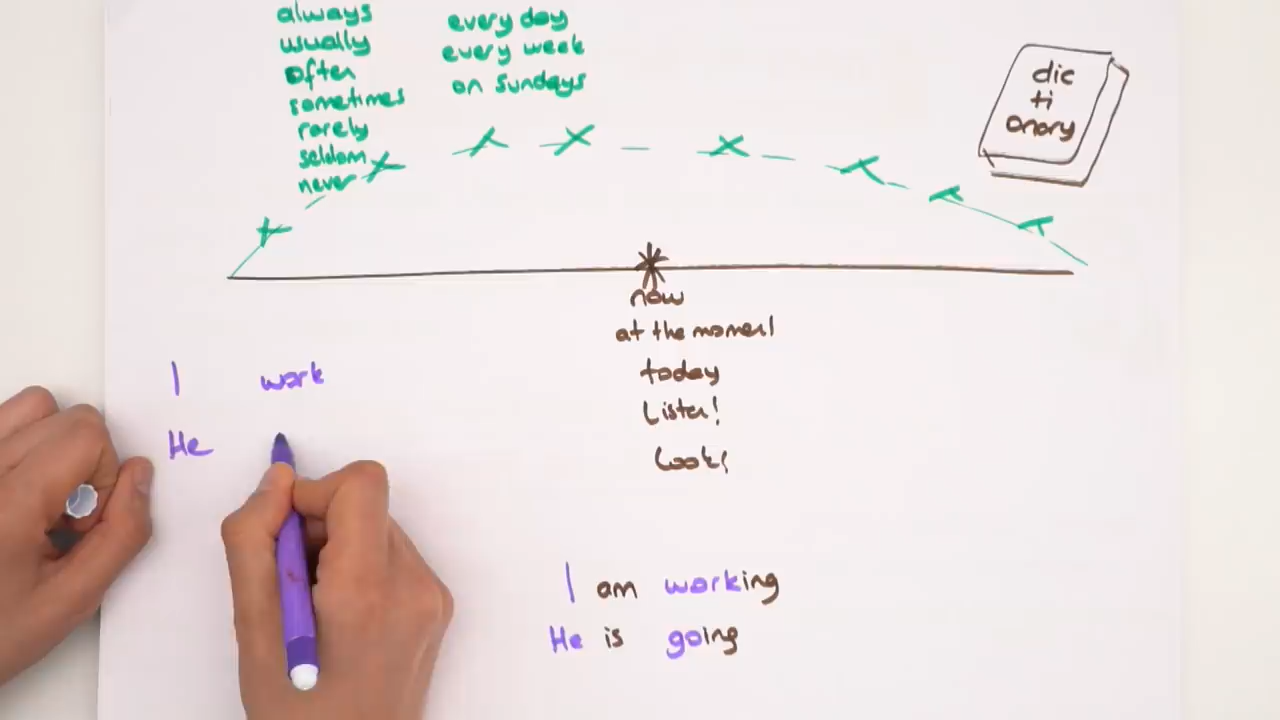 always
usually
often
sometimes
rarely
seldom
never
every day
every week
on sundays
dic
ti
onary
now
at the moment
today
Listen!
Look!
I work
He
I am working
He is going